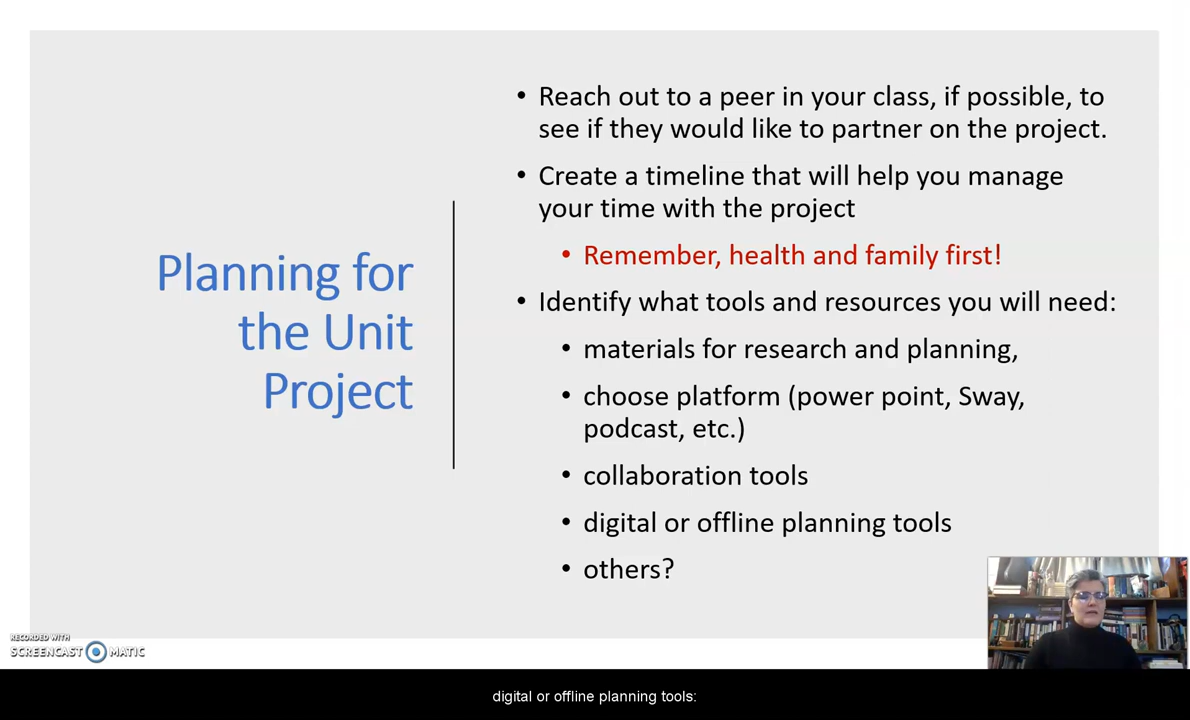 Planning for
the Unit
Project
• Reach out to a peer in your class, if possible, to
see if they would like to partner on the project.
• Create a timeline that will help you manage
your time with the project
• Remember, health and family first!
• Identify what tools and resources you will need:
• materials for research and planning,
• choose platform (power point, Sway,
podcast, etc.)
• collaboration tools
• digital or offline planning tools
• others?
RECORDED WITH
SCREENCAST MATIC
digital or offline planning tools: